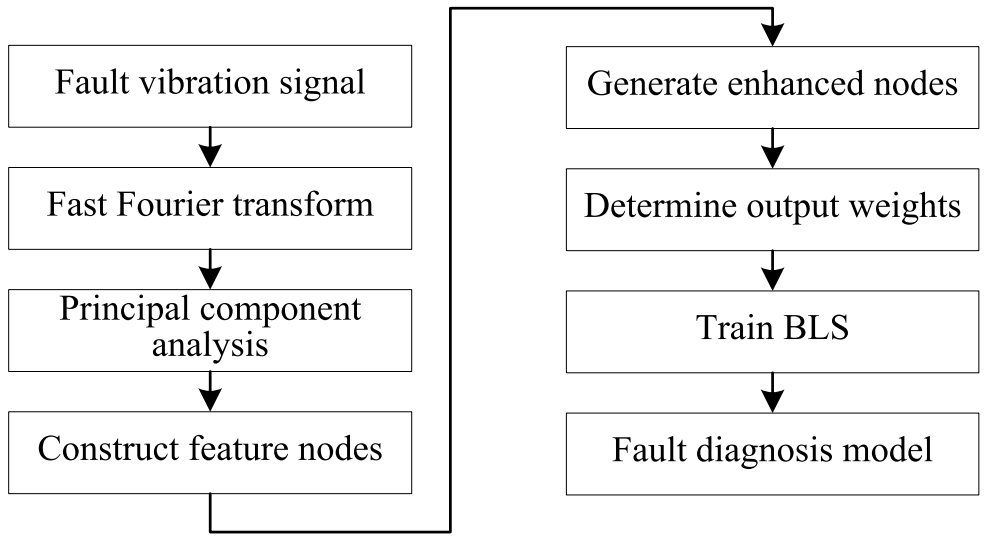 Fault vibration signal
Fast Fourier transform
Principal component
analysis
Construct feature nodes
Generate enhanced nodes
Determine output weights
Train BLS
Fault diagnosis model